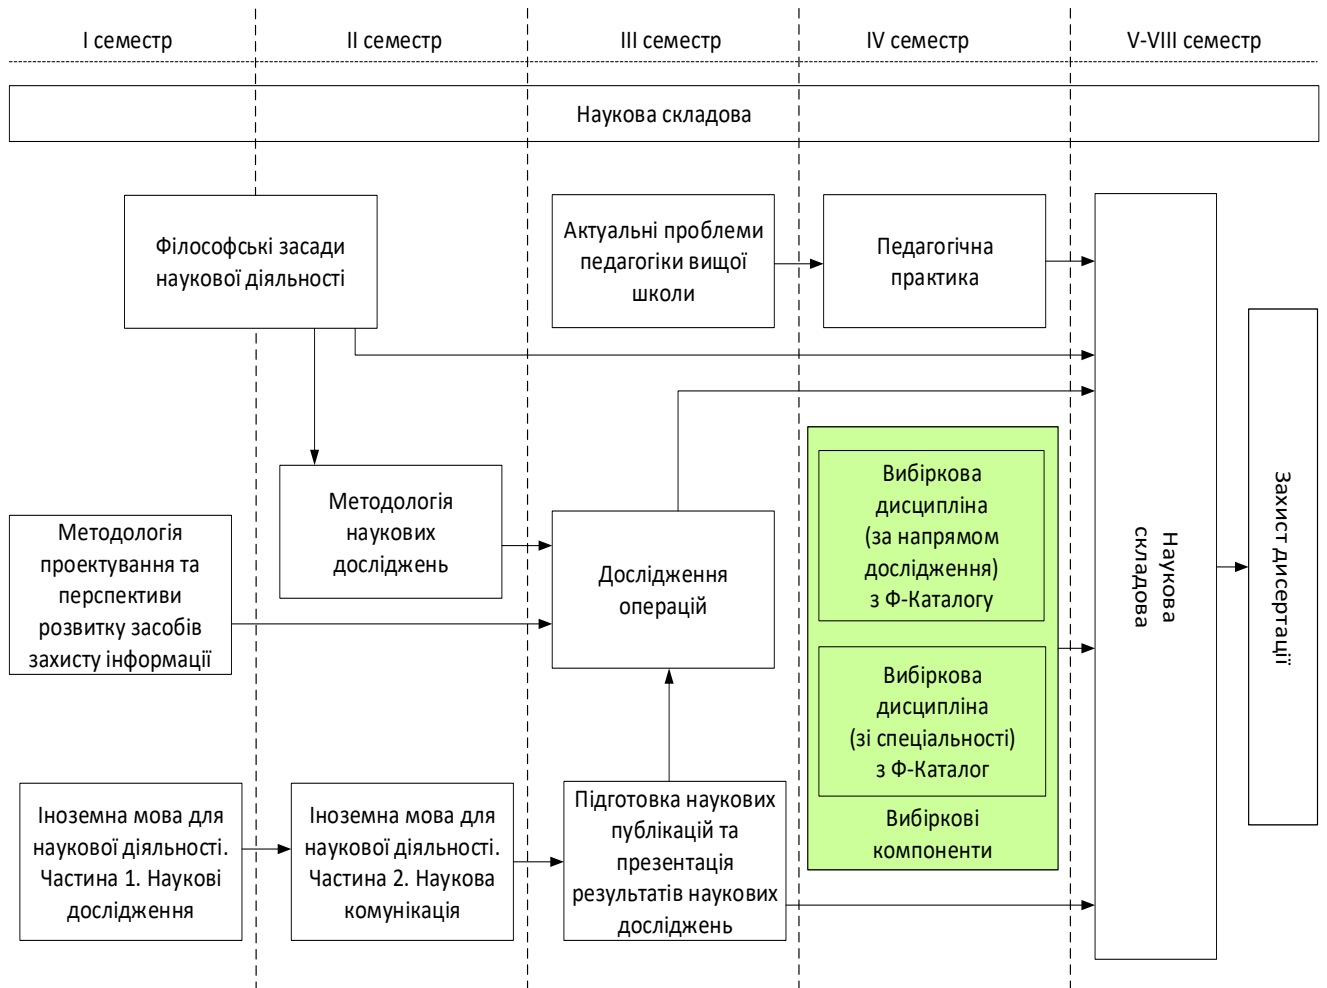 І семестр
ІІ семестр
ІІІ семестр
IV семестр
V-VIII семестр
Наукова складова
Філософські засади
наукової діяльності
Актуальні проблеми
педагогіки вищої
школи
Педагогічна
практика
Методологія
наукових
досліджень
Методологія
проектування та
перспективи
розвитку засобів
захисту інформації
Дослідження
операцій
Вибіркова
дисципліна
(за напрямом
дослідження)
з Ф-Каталогу
Вибіркова
дисципліна
(зі спеціальності)
з Ф-Каталог
Вибіркові
компоненти
Іноземна мова для
наукової діяльності.
Частина 1. Наукові
дослідження
Іноземна мова для
наукової діяльності.
Частина 2. Наукова
комунікація
Підготовка наукових
публікацій та
презентація
результатів наукових
досліджень
Наукова
складова
Захист дисертації